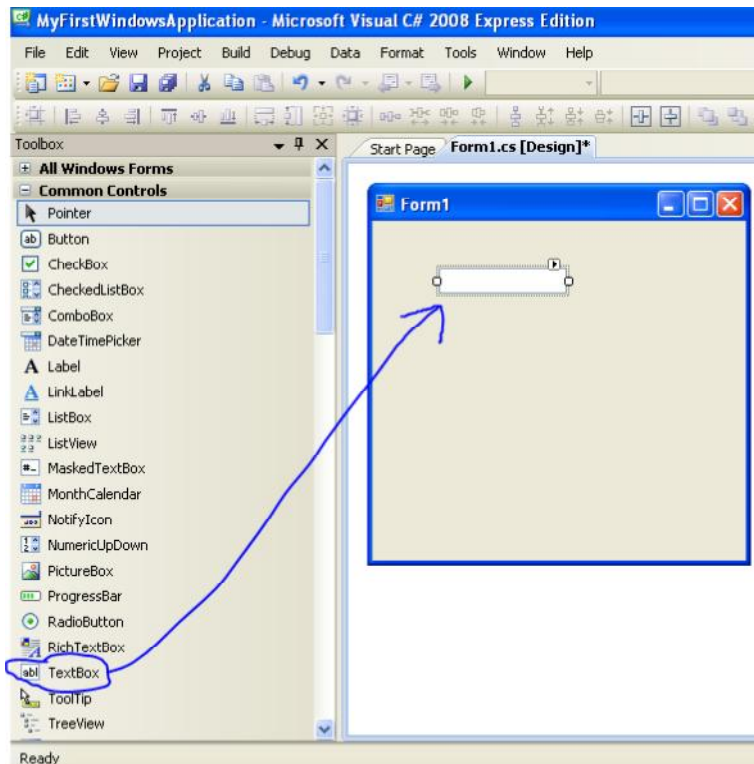 MyFirstWindowsApplication - Microsoft Visual C# 2008 Express Edition
File Edit View Project Build Debug Data Format Tools Window Help
Toolbox
Start Page Form1.cs [Design]*
All Windows Forms
Common Controls
Form1
Pointer
ab Button
CheckBox
CheckedListBox
ComboBox
DateTimePicker
A Label
A LinkLabel
ListBox
ListView
MaskedTextBox
MonthCalendar
NotifyIcon
NumericUpDown
PictureBox
ProgressBar
RadioButton
RichTextBox
abl TextBox
ToolTip
TreeView
Ready